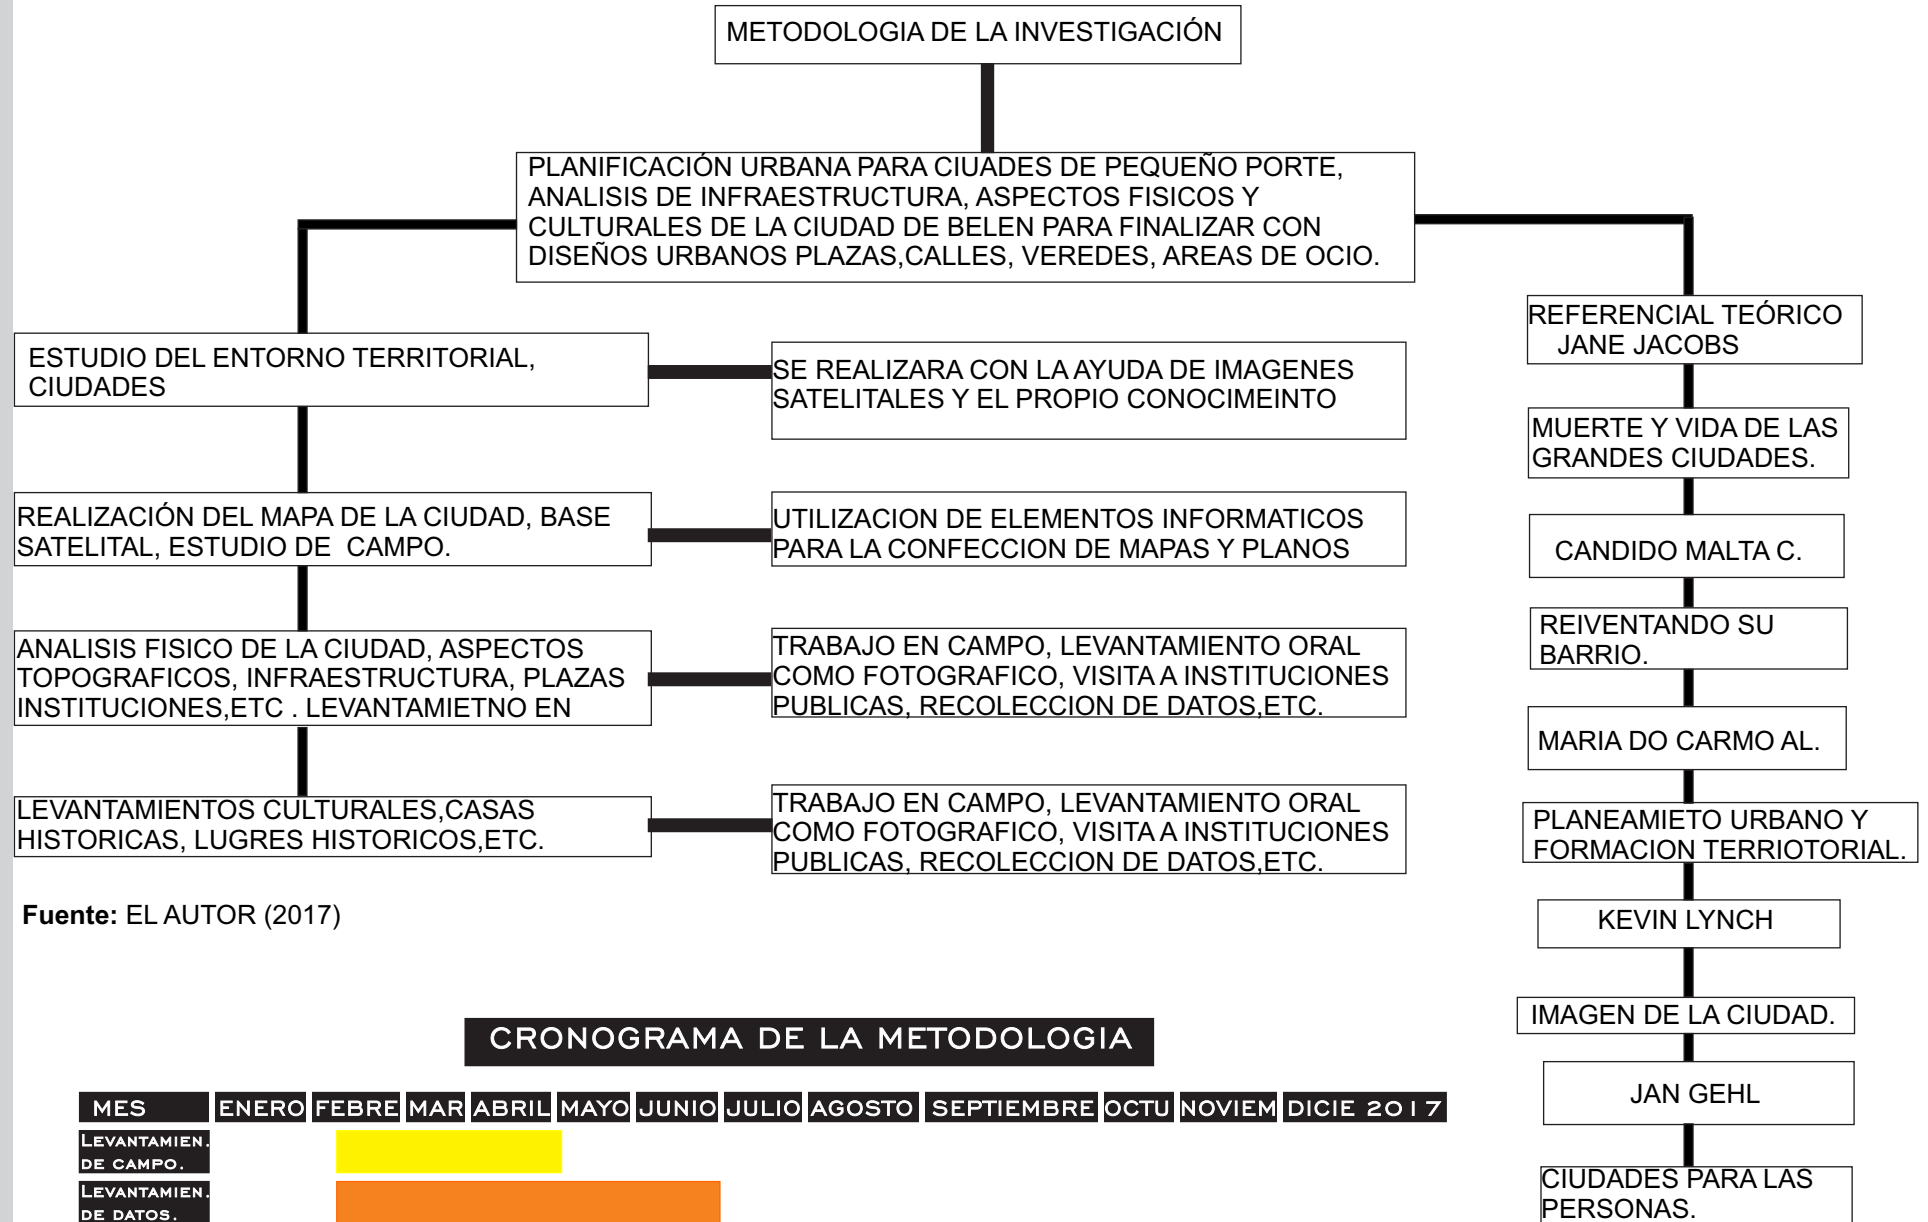 METODOLOGIA DE LA INVESTIGACIÓN
PLANIFICACIÓN URBANA PARA CIUADES DE PEQUEÑO PORTE,
ANALISIS DE INFRAESTRUCTURA, ASPECTOS FISICOS Y
CULTURALES DE LA CIUDAD DE BELEN PARA FINALIZAR CON
DISEÑOS URBANOS PLAZAS,CALLES, VEREDES, AREAS DE OCIO.
ESTUDIO DEL ENTORNO TERRITORIAL,
CIUDADES
SE REALIZARA CON LA AYUDA DE IMAGENES
SATELITALES Y EL PROPIO CONOCIMEINTO
REALIZACIÓN DEL MAPA DE LA CIUDAD, BASE
SATELITAL, ESTUDIO DE CAMPO.
UTILIZACION DE ELEMENTOS INFORMATICOS
PARA LA CONFECCION DE MAPAS Y PLANOS
ANALISIS FISICO DE LA CIUDAD, ASPECTOS
TOPOGRAFICOS, INFRAESTRUCTURA, PLAZAS
INSTITUCIONES,ETC . LEVANTAMIETNO EN
TRABAJO EN CAMPO, LEVANTAMIENTO ORAL
COMO FOTOGRAFICO, VISITA A INSTITUCIONES
PUBLICAS, RECOLECCION DE DATOS,ETC.
LEVANTAMIENTOS CULTURALES,CASAS
HISTORICAS, LUGRES HISTORICOS,ETC.
TRABAJO EN CAMPO, LEVANTAMIENTO ORAL
COMO FOTOGRAFICO, VISITA A INSTITUCIONES
PUBLICAS, RECOLECCION DE DATOS,ETC.
REFERENCIAL TEÓRICO
JANE JACOBS
MUERTE Y VIDA DE LAS
GRANDES CIUDADES.
CANDIDO MALTA C.
REIVENTANDO SU
BARRIO.
MARIA DO CARMO AL.
PLANEAMIETO URBANO Y
FORMACION TERRIOTORIAL.
KEVIN LYNCH
IMAGEN DE LA CIUDAD.
JAN GEHL
CIUDADES PARA LAS
PERSONAS.
Fuente: EL AUTOR (2017)
CRONOGRAMA DE LA METODOLOGIA
MES ENERO FEBRE MAR ABRIL MAYO JUNIO JULIO AGOSTO SEPTIEMBRE OCTU NOVIEM DICIE 2017
LEVANTAMIEN.
DE CAMPO.
LEVANTAMIEN.
DE DATOS.